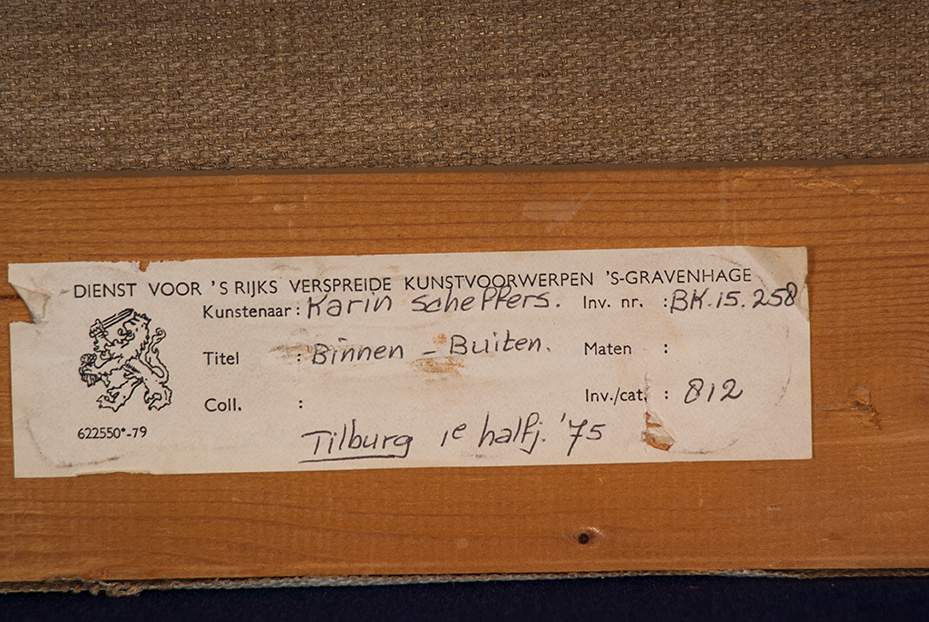 DIENST VOOR 'S RIJKS VERSPREIDE KUNSTVOORWERPEN 'S-GRAVENHAGE
Kunstenaar: Karin Scheffers. Inv. nr. : BK.15.258
Titel : Binnen - Buiten. Maten :
Coll. : Inv./cat. : 812
622550*-79
Tilburg 1e halfj. '75